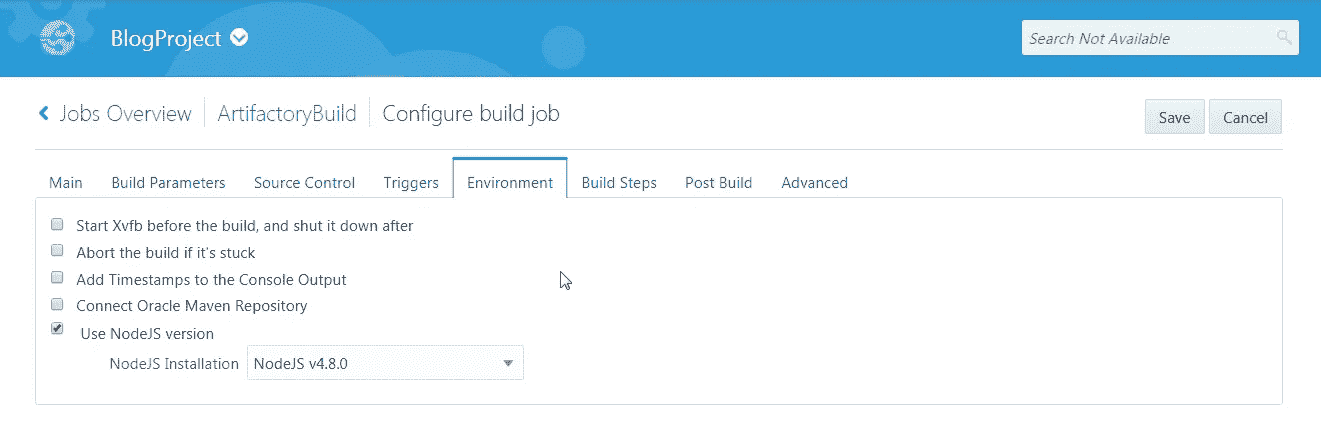 BlogProject
Search Not Available
Jobs Overview ArtifactoryBuild Configure build job
Save Cancel
Main Build Parameters Source Control Triggers Environment Build Steps Post Build Advanced
Start Xvfb before the build, and shut it down after
Abort the build if it's stuck
Add Timestamps to the Console Output
Connect Oracle Maven Repository
Use NodeJS version
NodeJS Installation NodeJS v4.8.0